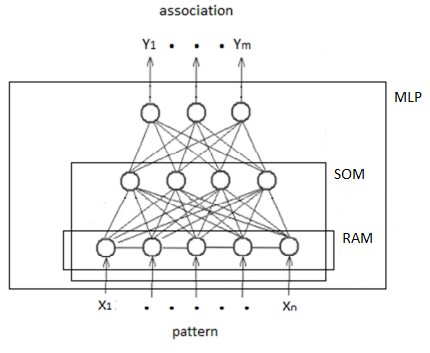 association
Y1 . . . Ym
MLP
SOM
RAM
X1 . . . . . Xn
pattern